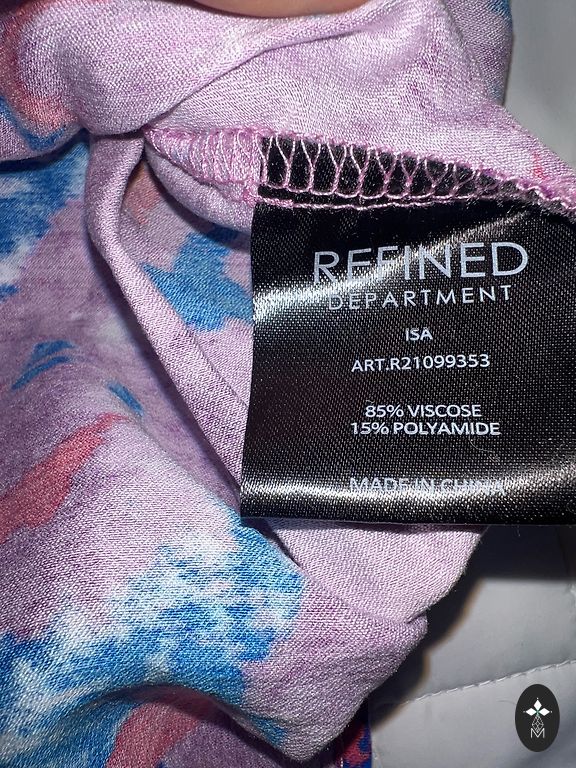 REFINED
DEPARTMENT
ISA
ART.R21099353
85% VISCOSE
15% POLYAMIDE
MADE IN CHINA
M